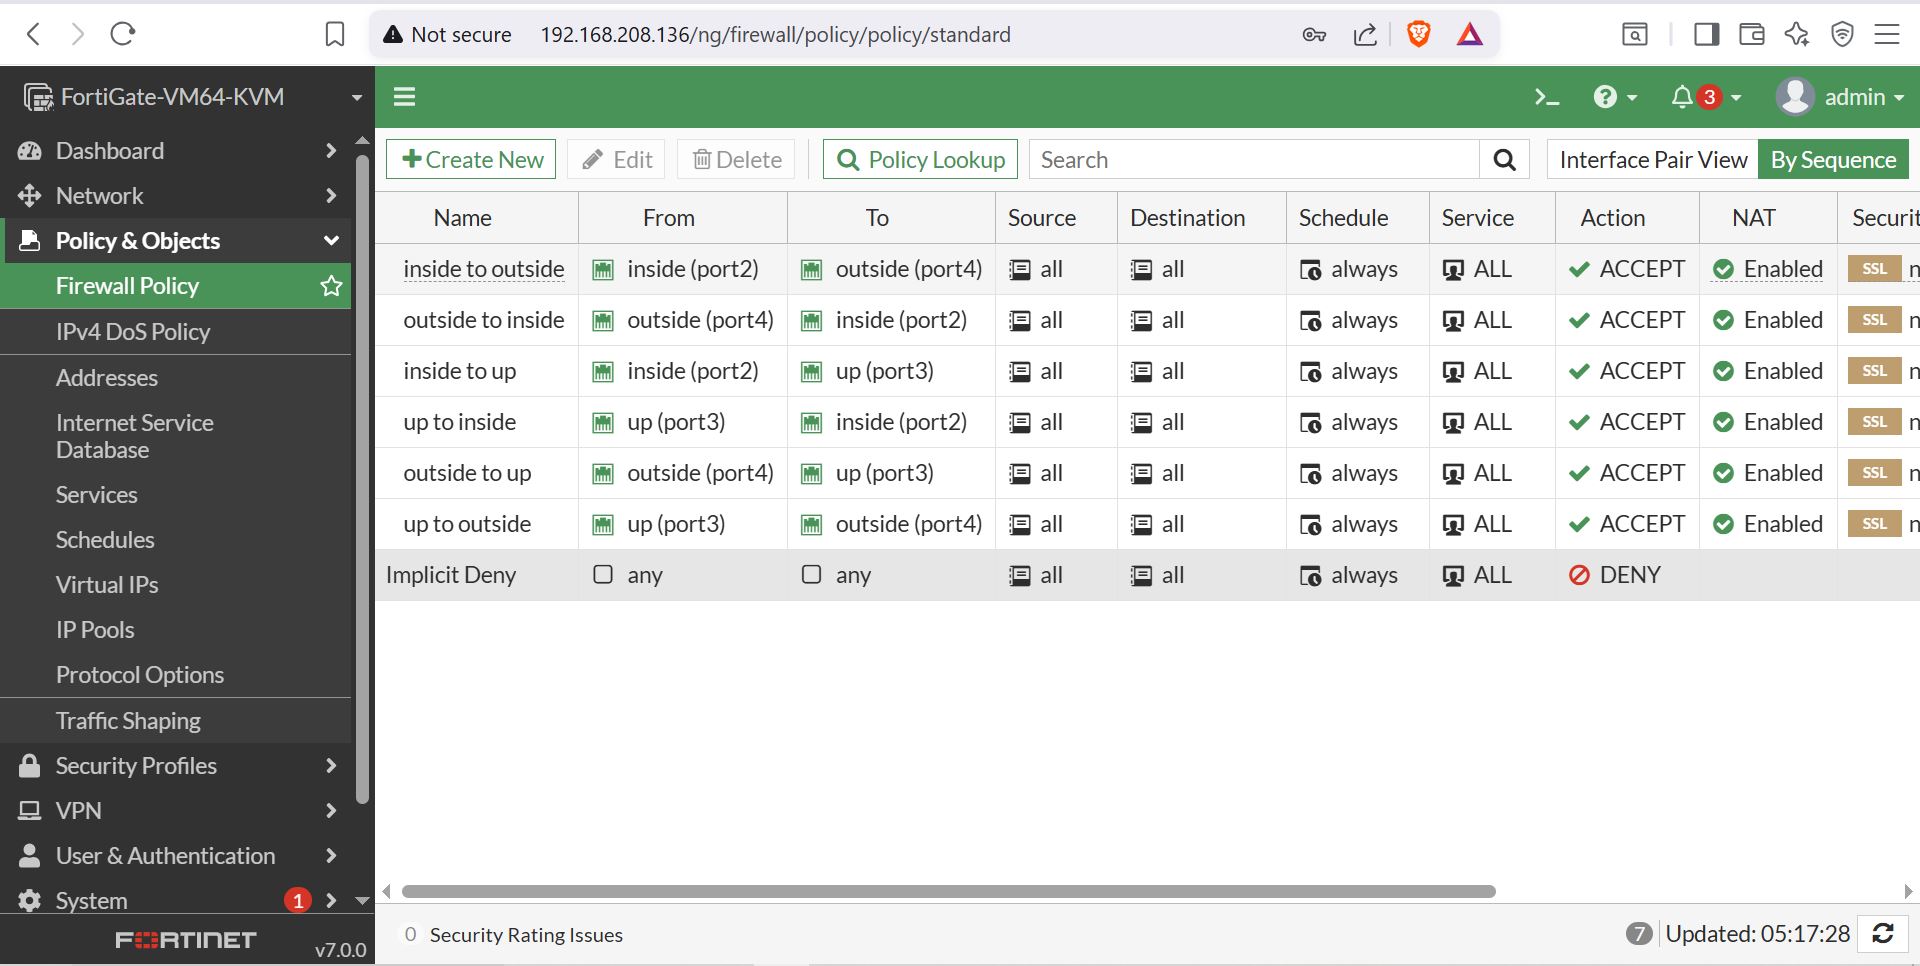 Not secure 192.168.208.136/ng/firewall/policy/policy/standard
FortiGate-VM64-KVM
3
admin
Dashboard
Network
Policy & Objects
Firewall Policy
IPv4 DoS Policy
Addresses
Internet Service
Database
Services
Schedules
Virtual IPs
IP Pools
Protocol Options
Traffic Shaping
Security Profiles
VPN
User & Authentication
System 1
FORTINET v7.0.0
Create New Edit Delete Policy Lookup Search Interface Pair View By Sequence
Name From To Source Destination Schedule Service Action NAT Securit
inside to outside inside (port2) outside (port4) all all always ALL ACCEPT Enabled SSL n
outside to inside outside (port4) inside (port2) all all always ALL ACCEPT Enabled SSL n
inside to up inside (port2) up (port3) all all always ALL ACCEPT Enabled SSL n
up to inside up (port3) inside (port2) all all always ALL ACCEPT Enabled SSL n
outside to up outside (port4) up (port3) all all always ALL ACCEPT Enabled SSL n
up to outside up (port3) outside (port4) all all always ALL ACCEPT Enabled SSL n
Implicit Deny any any all all always ALL DENY
0 Security Rating Issues 7 Updated: 05:17:28